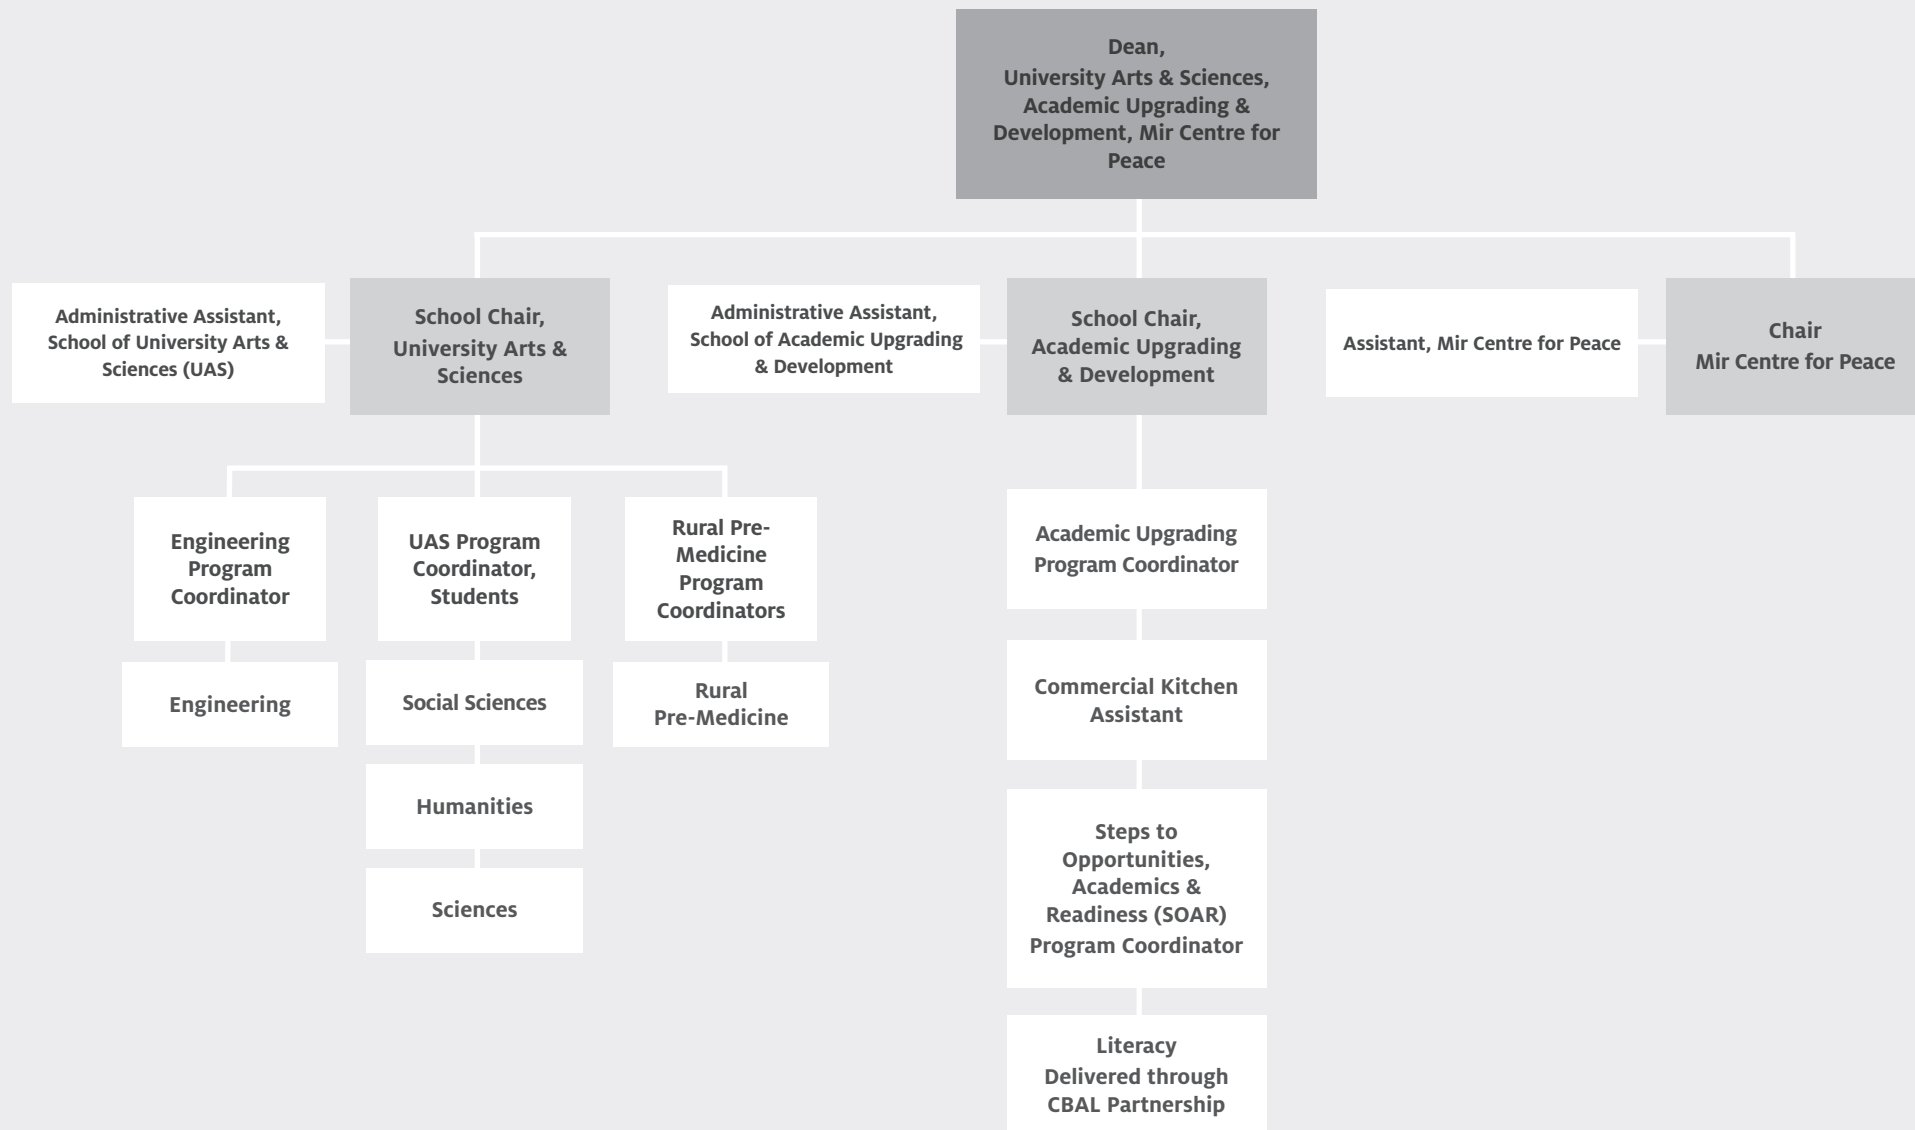 Dean,
University Arts & Sciences,
Academic Upgrading &
Development, Mir Centre for
Peace
Administrative Assistant,
School of University Arts &
Sciences (UAS)
School Chair,
University Arts &
Sciences
Administrative Assistant,
School of Academic Upgrading
& Development
School Chair,
Academic Upgrading
& Development
Assistant, Mir Centre for Peace
Chair
Mir Centre for Peace
Engineering
Program
Coordinator
UAS Program
Coordinator,
Students
Rural Pre-
Medicine
Program
Coordinators
Academic Upgrading
Program Coordinator
Engineering
Social Sciences
Rural
Pre-Medicine
Commercial Kitchen
Assistant
Humanities
Sciences
Steps to
Opportunities,
Academics &
Readiness (SOAR)
Program Coordinator
Literacy
Delivered through
CBAL Partnership